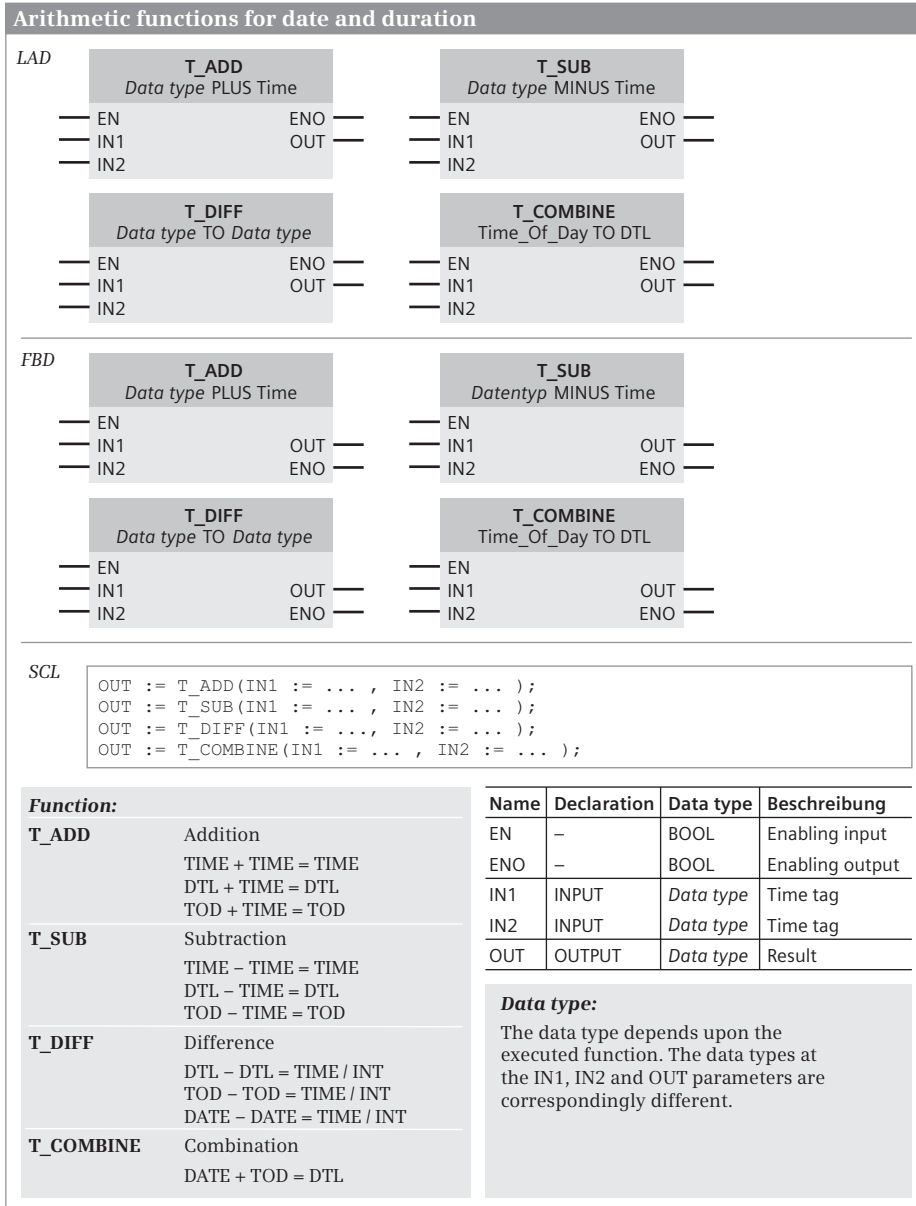 Arithmetic functions for date and duration
LAD
T_ADD
Data type PLUS Time
EN ENO
IN1 OUT
IN2
T_SUB
Data type MINUS Time
EN ENO
IN1 OUT
IN2
T_DIFF
Data type TO Data type
EN ENO
IN1 OUT
IN2
T_COMBINE
Time_Of_Day TO DTL
EN ENO
IN1 OUT
IN2
FBD
T_ADD
Data type PLUS Time
EN
IN1 OUT
IN2 ENO
T_SUB
Datentyp MINUS Time
EN
IN1 OUT
IN2 ENO
T_DIFF
Data type TO Data type
EN
IN1 OUT
IN2 ENO
T_COMBINE
Time_Of_Day TO DTL
EN
IN1 OUT
IN2 ENO
SCL
OUT := T_ADD(IN1 := ... , IN2 := ... );
OUT := T_SUB(IN1 := ... , IN2 := ... );
OUT := T_DIFF(IN1 := ..., IN2 := ... );
OUT := T_COMBINE(IN1 := ... , IN2 := ... );
Function:
T_ADD Addition
TIME + TIME = TIME
DTL + TIME = DTL
TOD + TIME = TOD
T_SUB Subtraction
TIME – TIME = TIME
DTL – TIME = DTL
TOD – TIME = TOD
T_DIFF Difference
DTL – DTL = TIME / INT
TOD – TOD = TIME / INT
DATE – DATE = TIME / INT
T_COMBINE Combination
DATE + TOD = DTL
Name Declaration Data type Beschreibung
EN – BOOL Enabling input
ENO – BOOL Enabling output
IN1 INPUT Data type Time tag
IN2 INPUT Data type Time tag
OUT OUTPUT Data type Result
Data type:
The data type depends upon the
executed function. The data types at
the IN1, IN2 and OUT parameters are
correspondingly different.